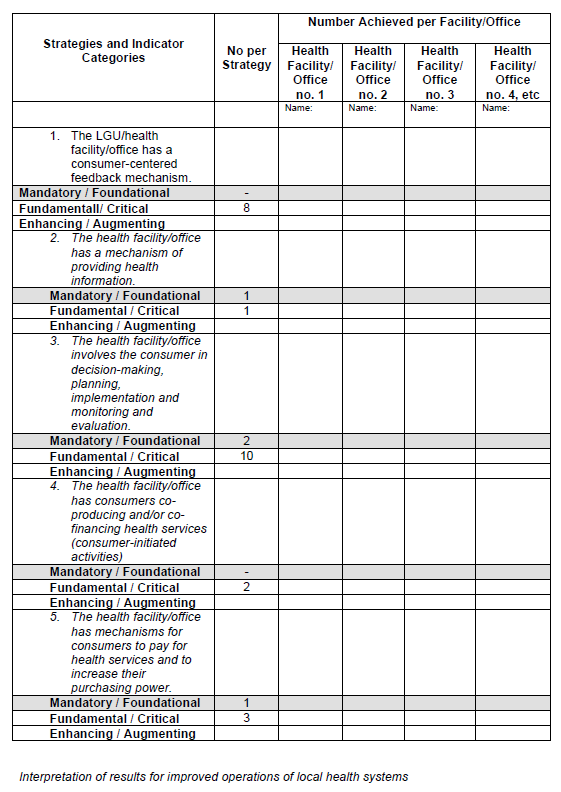 Strategies and Indicator
Categories
No per
Strategy
Number Achieved per Facility/Office
Health
Facility/
Office
no. 1
Health
Facility/
Office
no. 2
Health
Facility/
Office
no. 3
Health
Facility/
Office
no. 4, etc
Name:
Name:
Name:
Name:
1. The LGU/health
facility/office has a
consumer-centered
feedback mechanism.
Mandatory / Foundational -
Fundamentall/ Critical 8
Enhancing / Augmenting
2. The health facility/office
has a mechanism of
providing health
information.
Mandatory / Foundational 1
Fundamental / Critical 1
Enhancing / Augmenting
3. The health facility/office
involves the consumer in
decision-making,
planning,
implementation and
monitoring and
evaluation.
Mandatory / Foundational 2
Fundamental / Critical 10
Enhancing / Augmenting
4. The health facility/office
has consumers co-
producing and/or co-
financing health services
(consumer-initiated
activities)
Mandatory / Foundational -
Fundamental / Critical 2
Enhancing / Augmenting
5. The health facility/office
has mechanisms for
consumers to pay for
health services and to
increase their
purchasing power.
Mandatory / Foundational 1
Fundamental / Critical 3
Enhancing / Augmenting
Interpretation of results for improved operations of local health systems